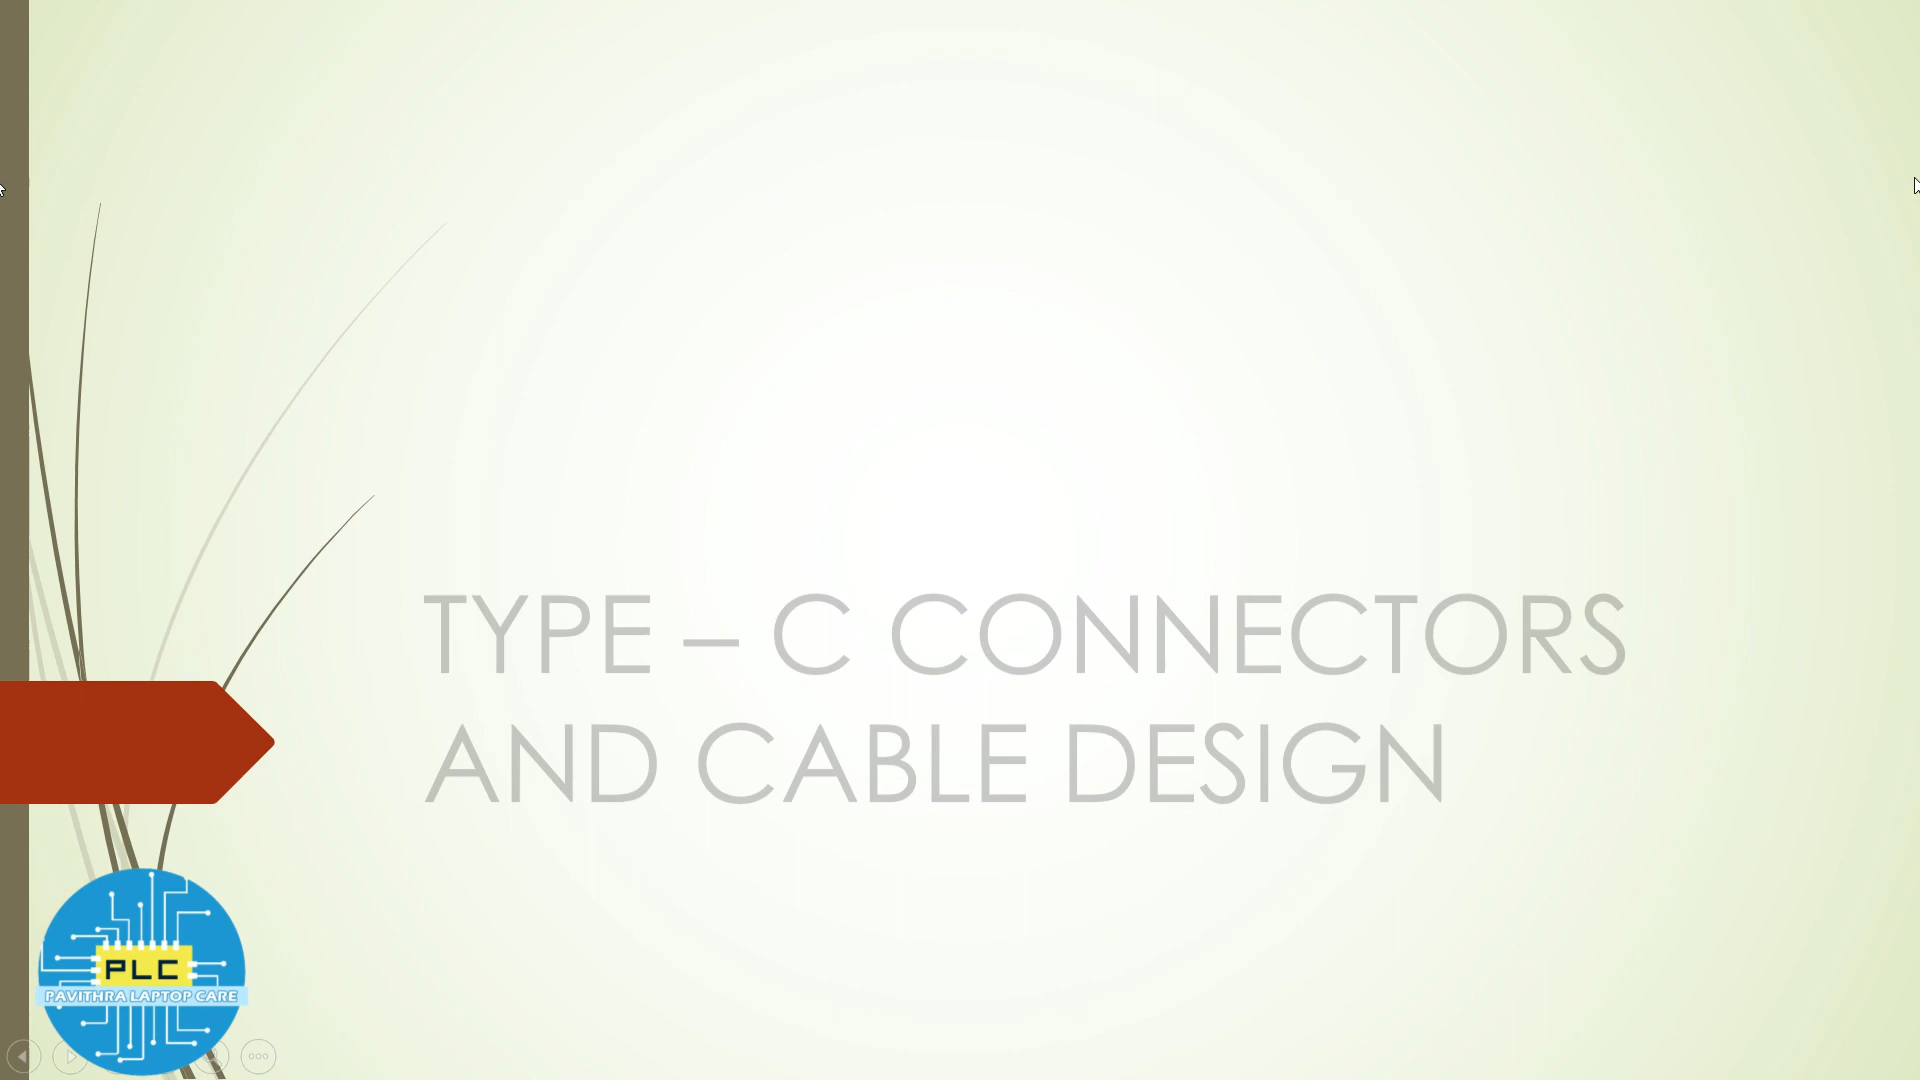 TYPE – C CONNECTORS
AND CABLE DESIGN
PLC
PAVITHRA LAPTOP CARE